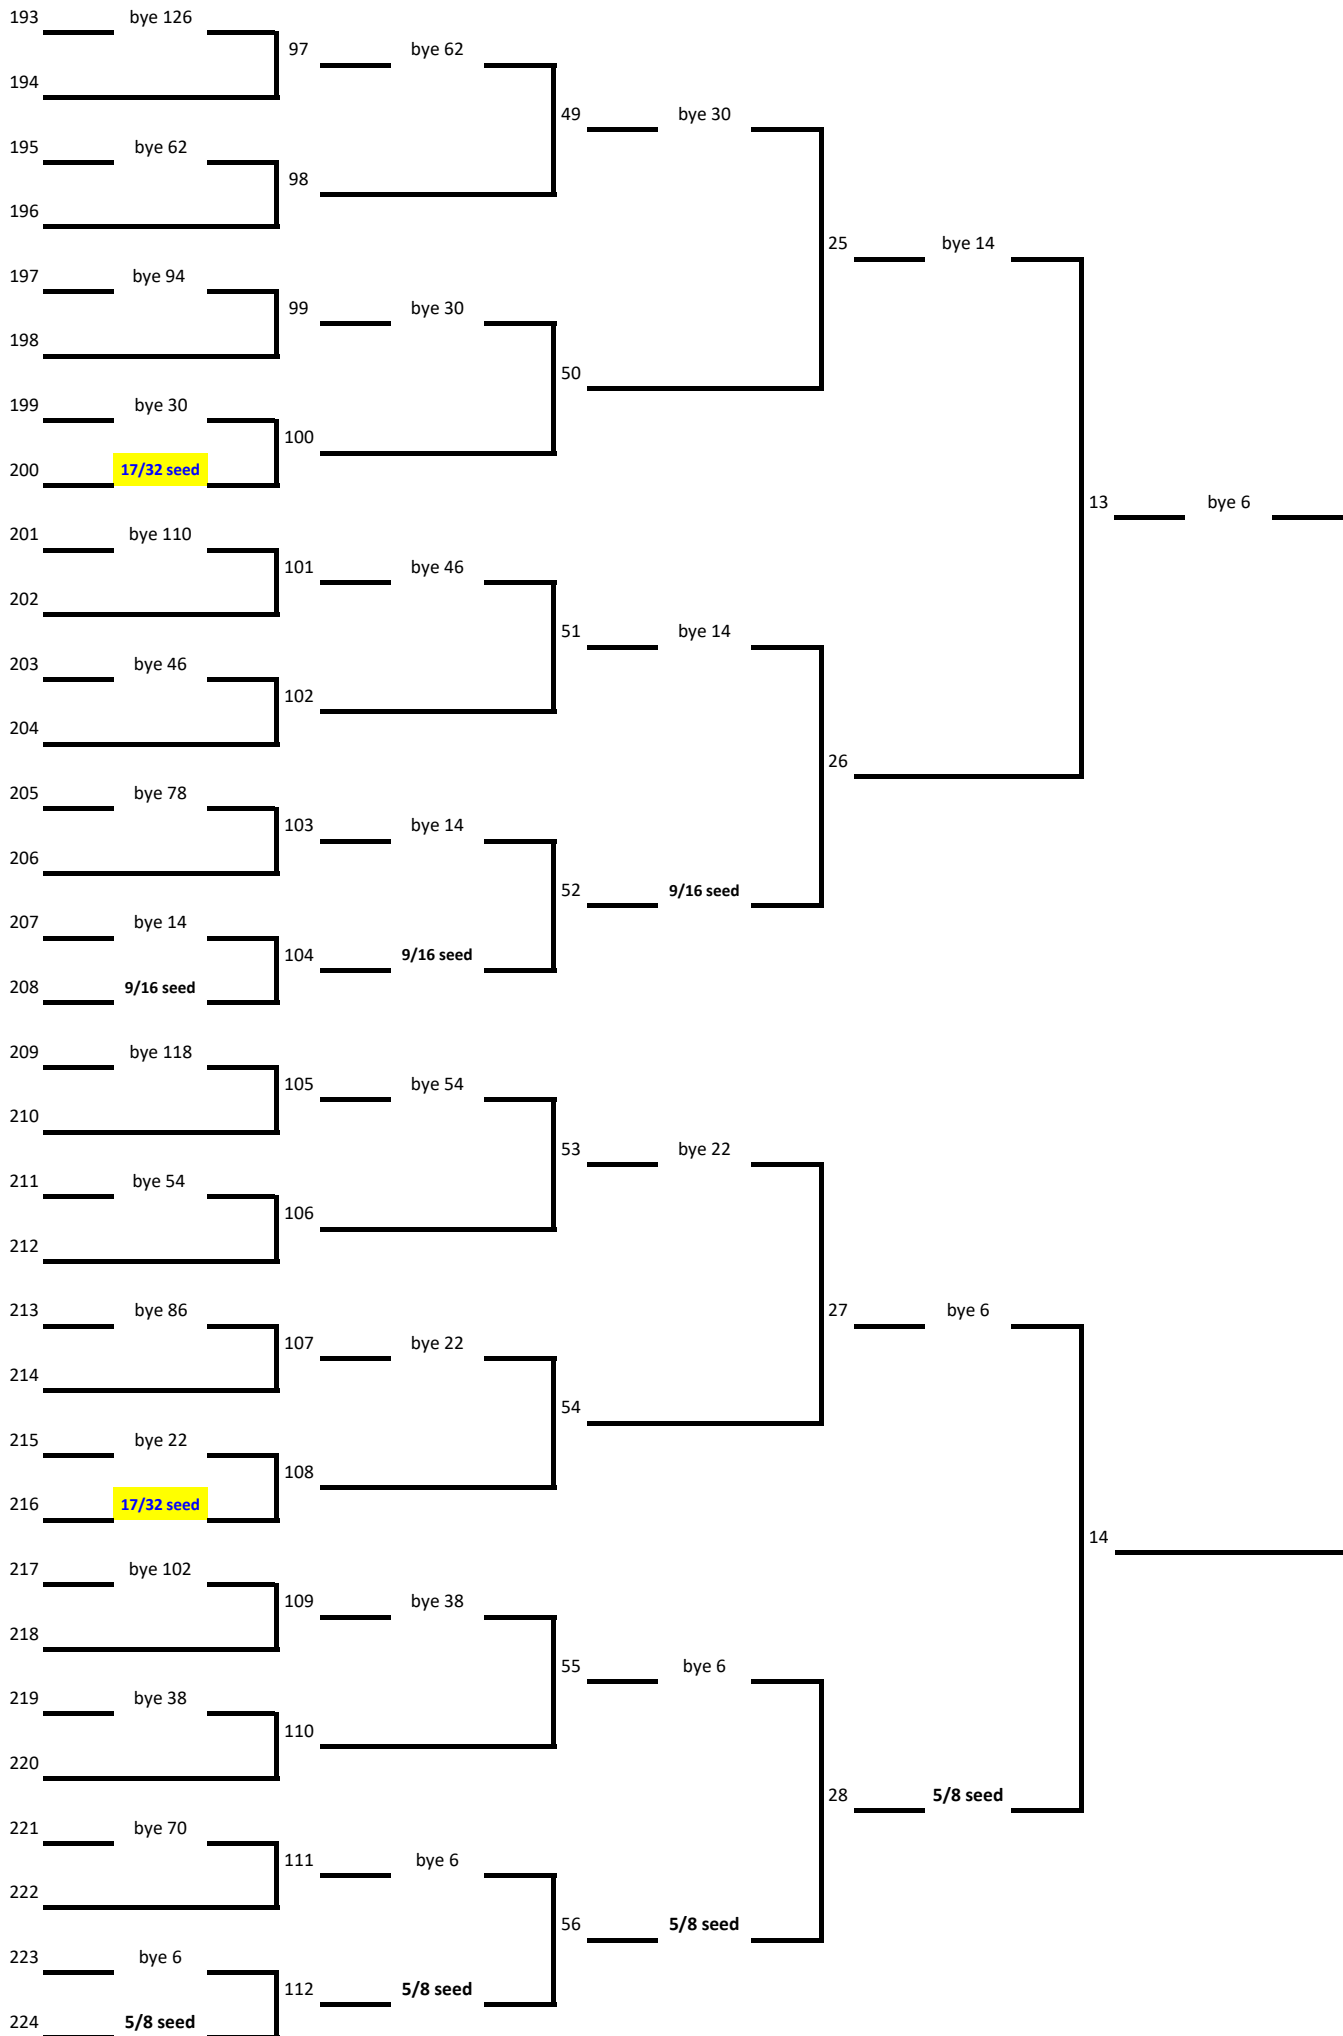 193 bye 126
97 bye 62
194
49 bye 30
195 bye 62
98
196
25 bye 14
197 bye 94
99 bye 30
198
50
199 bye 30
100
200 17/32 seed
13 bye 6
201 bye 110
101 bye 46
202
51 bye 14
203 bye 46
102
204
26
205 bye 78
103 bye 14
206
52 9/16 seed
207 bye 14
104 9/16 seed
208 9/16 seed
209 bye 118
105 bye 54
210
53 bye 22
211 bye 54
106
212
213 bye 86
27 bye 6
107 bye 22
214
54
215 bye 22
108
216 17/32 seed
14
217 bye 102
109 bye 38
218
55 bye 6
219 bye 38
110
220
28 5/8 seed
221 bye 70
111 bye 6
222
56 5/8 seed
223 bye 6
112 5/8 seed
224 5/8 seed